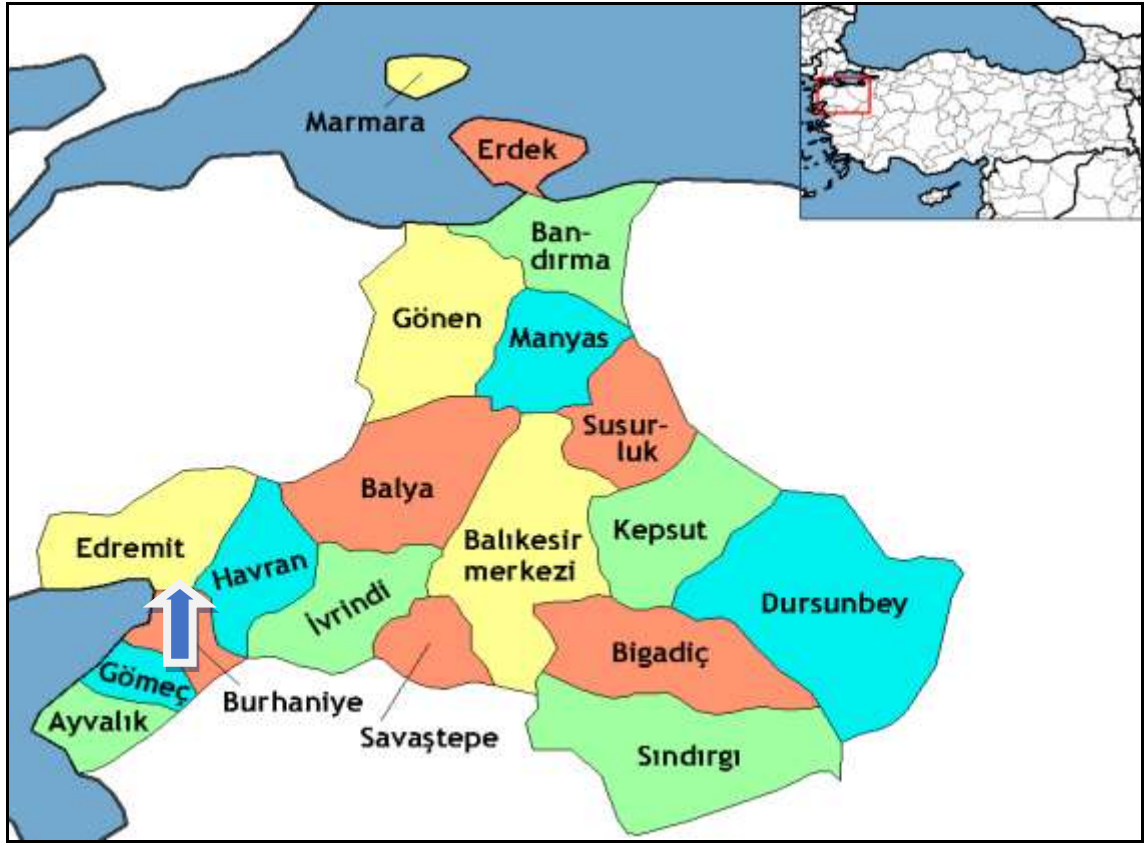 Marmara
Erdek
Ban-
dırma
Gönen
Manyas
Susur-
luk
Balya
Kepsut
Edremit
Havran
Balıkesir
merkezi
İvrindi
Dursunbey
Bigadiç
Gömeç
Burhaniye
Ayvalık
Savaştepe
Sındırgı